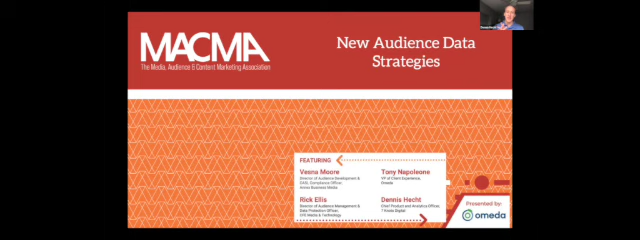 MACMA
The Media, Audience & Content Marketing Association
New Audience Data
Strategies
FEATURING
Vesna Moore
Director of Audience Development &
CASL Compliance Officer,
Annex Business Media
Tony Napoleone
VP of Client Experience,
Omeda
Rick Ellis
Director of Audience Management &
Data Protection Officer,
Dennis Hecht
Chief Product and Analytics Officer,
Presented by:
omeda